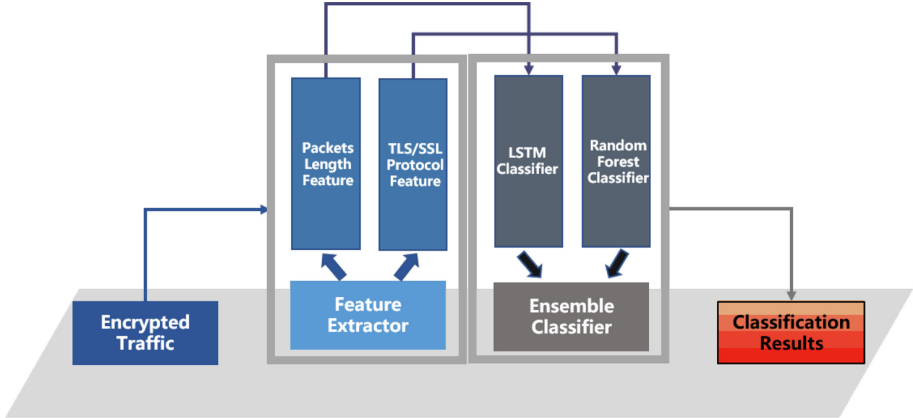 Packets
Length
Feature
TLS/SSL
Protocol
Feature
LSTM
Classifier
Random
Forest
Classifier
Encrypted
Traffic
Feature
Extractor
Ensemble
Classifier
Classification
Results